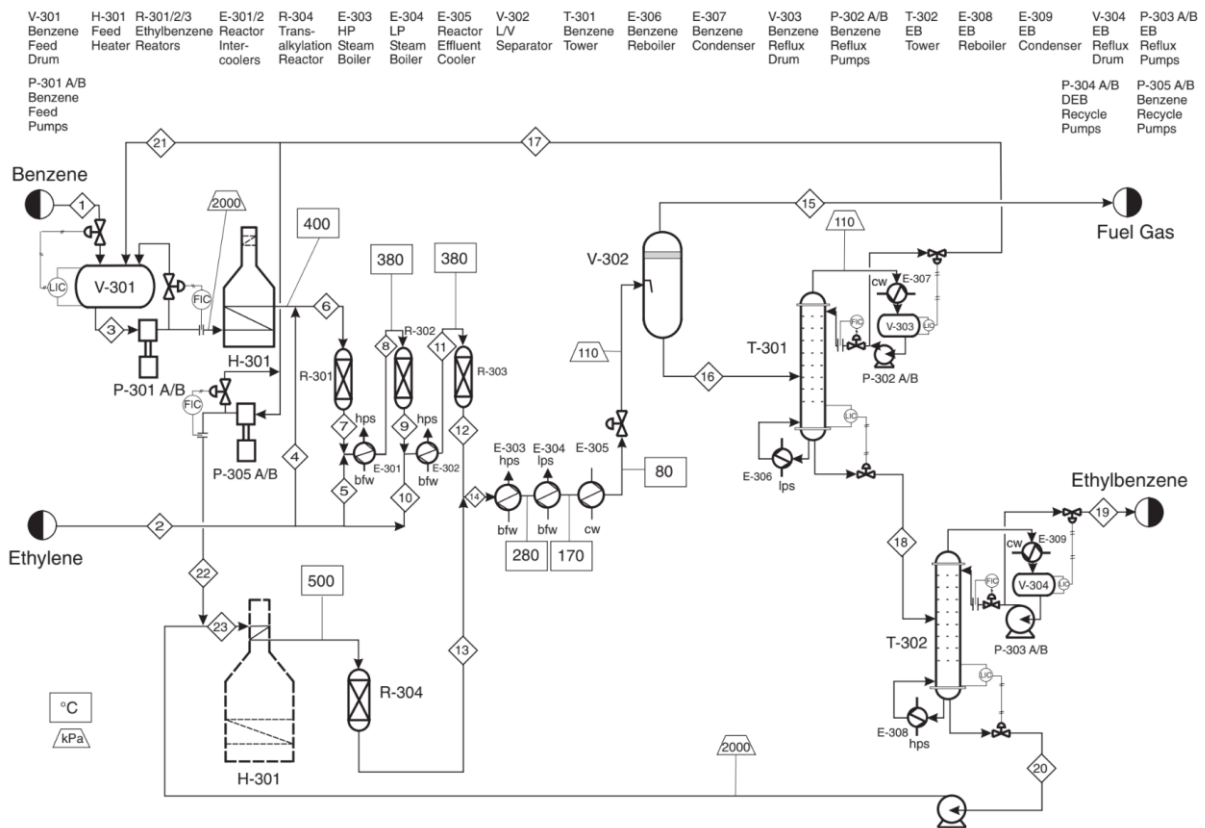 V-301
Benzene
Feed
Drum
H-301
Feed
Heater
R-301/2/3
Ethylbenzene
Reators
E-301/2
Reactor
Inter-
coolers
R-304
Trans-
alkylation
Reactor
E-303
HP
Steam
Boiler
E-304
LP
Steam
Boiler
E-305
Reactor
Effluent
Cooler
V-302
L/V
Separator
T-301
Benzene
Tower
E-306
Benzene
Reboiler
E-307
Benzene
Condenser
V-303
Benzene
Reflux
Drum
P-302 A/B
Benzene
Reflux
Pumps
T-302
EB
Tower
E-308
EB
Reboiler
E-309
EB
Condenser
V-304
EB
Reflux
Drum
P-303 A/B
EB
Reflux
Pumps
P-301 A/B
Benzene
Feed
Pumps
P-304 A/B
DEB
Recycle
Pumps
P-305 A/B
Benzene
Recycle
Pumps
21
17
Benzene
1
2000
400
15
Fuel Gas
110
380
380
V-302
E-307
cw
LIC
V-301
FIC
6
8
R-302
11
V-303
LIC
FIC
3
H-301
110
T-301
P-302 A/B
P-301 A/B
R-301
R-303
16
FIC
7
hps
9
hps
12
LIC
E-303
hps
E-304
lps
E-305
4
E-301
bfw
E-302
bfw
E-306
lps
P-305 A/B
5
10
14
80
Ethylbenzene
2
bfw
bfw
cw
19
Ethylene
280
170
18
cw
E-309
22
FIC
V-304
LIC
500
23
13
T-302
P-303 A/B
R-304
LIC
°C
kPa
E-308
hps
H-301
2000
20